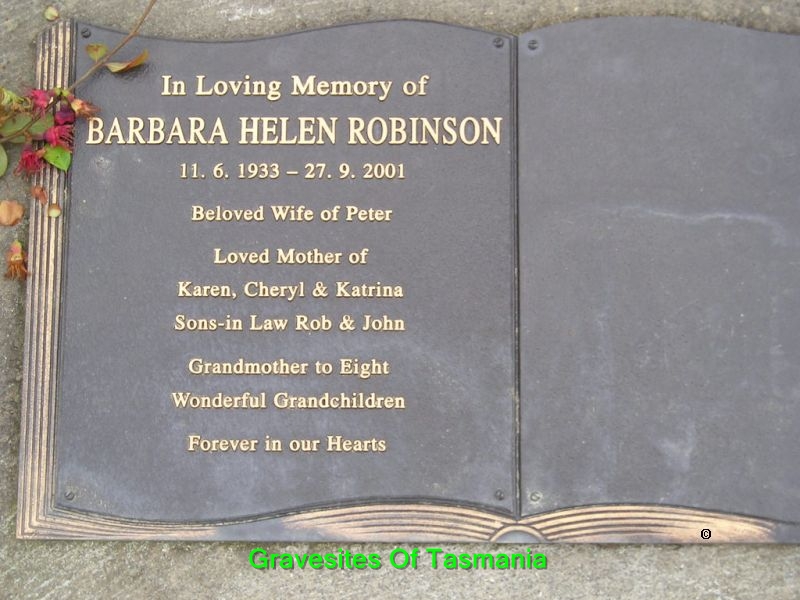 In Loving Memory of
BARBARA HELEN ROBINSON
11. 6. 1933 – 27. 9. 2001
Beloved Wife of Peter
Loved Mother of
Karen, Cheryl & Katrina
Sons-in Law Rob & John
Grandmother to Eight
Wonderful Grandchildren
Forever in our Hearts
©
Gravesites Of Tasmania